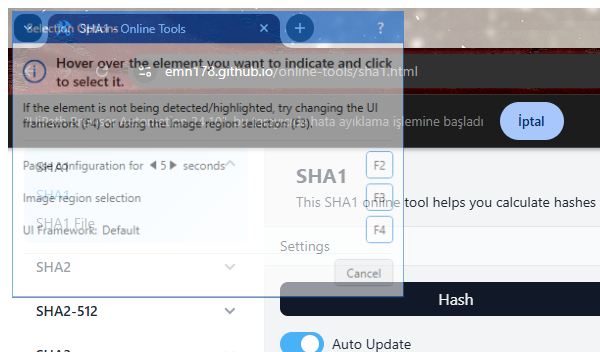 Selection Options
SHA1 - Online Tools
?
Hover over the element you want to indicate and click
to select it.
emn178.github.io/online-tools/sha1.html
If the element is not being detected/highlighted, try changing the UI
framework (F4) or using the image region selection (F3).
hata ayıklama işlemine başladı
İptal
Pause configuration for 5 seconds
F2
SHA1
SHA1
SHA1
Image region selection
F3
This SHA1 online tool helps you calculate hashes
SHA1 File
UI Framework: Default
F4
Settings
SHA2
Cancel
Hash
SHA2-512
Auto Update